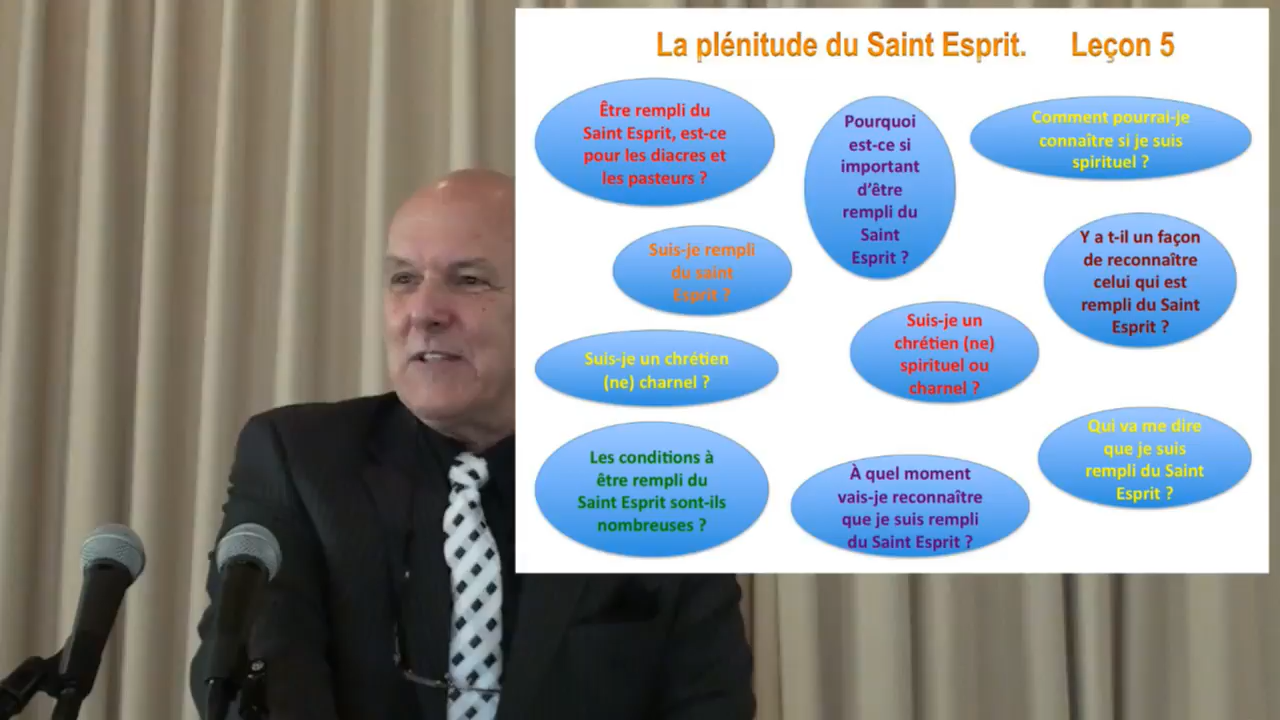 La plénitude du Saint Esprit. Leçon 5
Être rempli du
Saint Esprit, est-ce
pour les diacres et
les pasteurs ?
Pourquoi
est-ce si
important
d'être
rempli du
Saint
Esprit ?
Comment pourrai-je
connaître si je suis
spirituel ?
Suis-je rempli
du saint
Esprit ?
Y a t-il un façon
de reconnaître
celui qui est
rempli du Saint
Esprit ?
Suis-je un chrétien
(ne) charnel ?
Suis-je un
chrétien (ne)
spirituel ou
charnel ?
Les conditions à
être rempli du
Saint Esprit sont-ils
nombreuses ?
À quel moment
vais-je reconnaître
que je suis rempli
du Saint Esprit ?
Qui va me dire
que je suis
rempli du Saint
Esprit ?